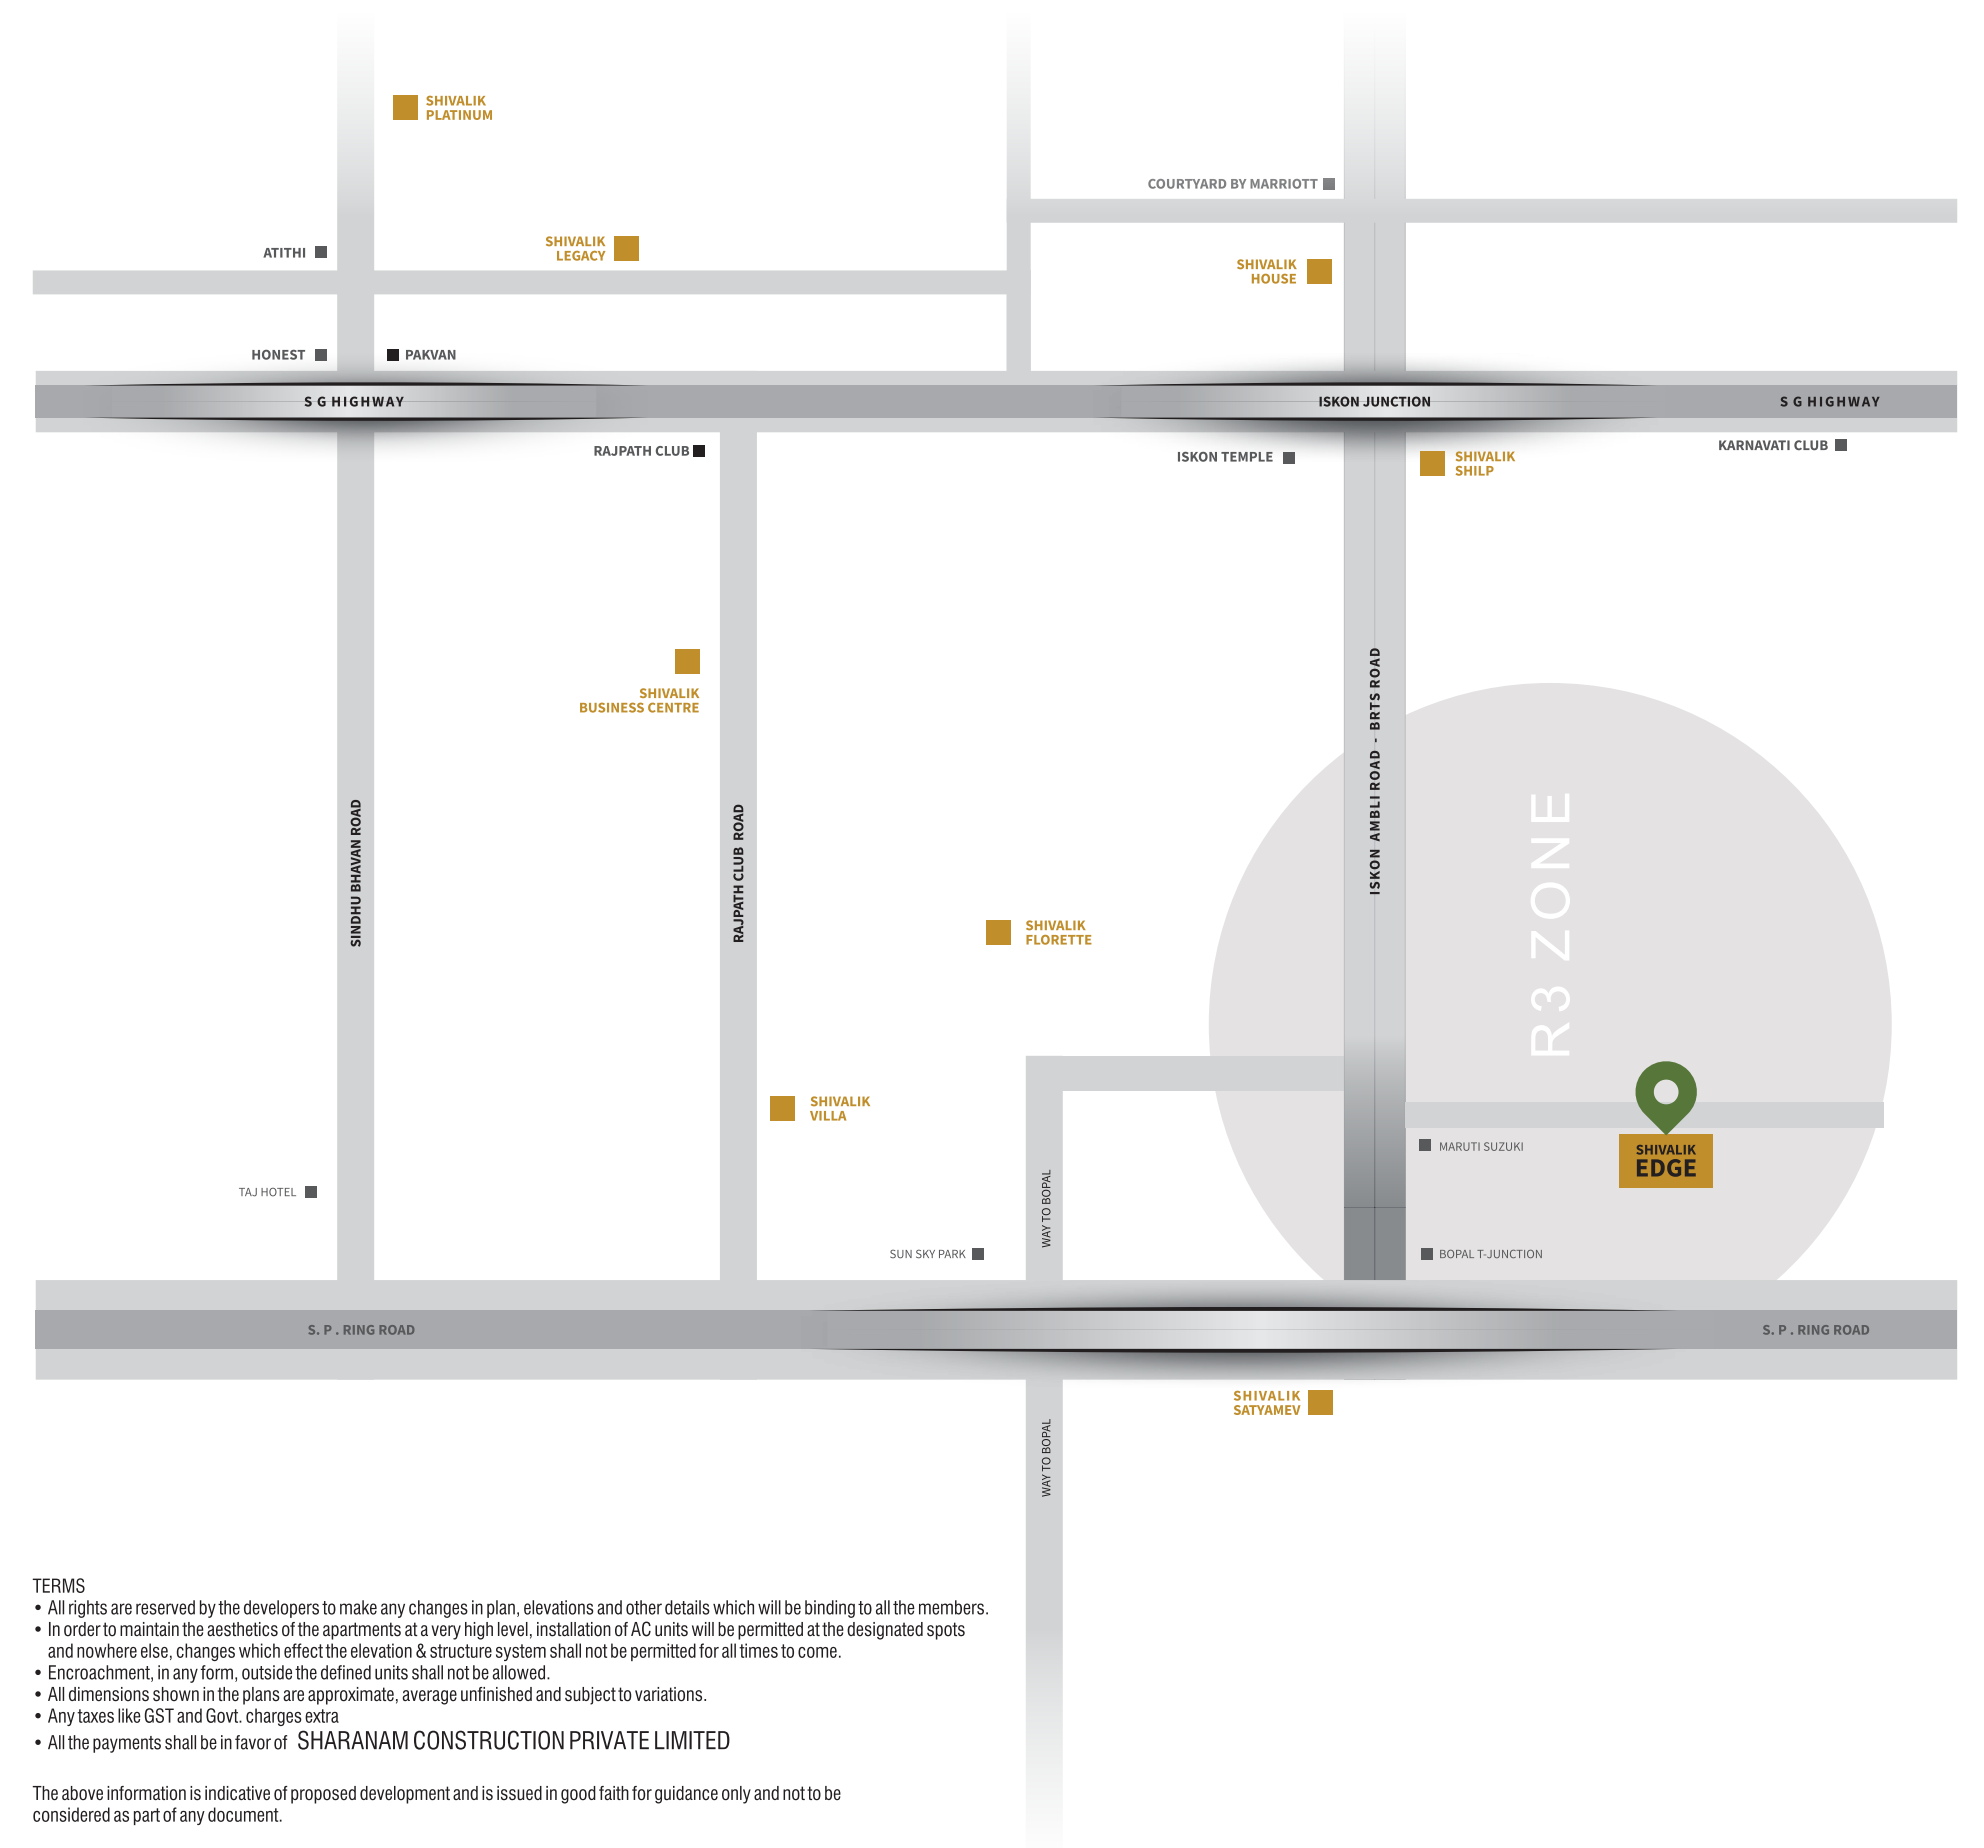 SHIVALIK
PLATINUM
COURTYARD BY MARRIOTT
ATITHI
SHIVALIK
LEGACY
SHIVALIK
HOUSE
HONEST
PAKVAN
S G HIGHWAY
ISKON JUNCTION
S G HIGHWAY
RAJPATH CLUB
ISKON TEMPLE
SHIVALIK
SHILP
KARNAVATI CLUB
SHIVALIK
BUSINESS CENTRE
ISKON AMBLI ROAD - BRTS ROAD
SINDHU BHAVAN ROAD
RAJPATH CLUB ROAD
R3 ZONE
SHIVALIK
FLORETTE
SHIVALIK
VILLA
MARUTI SUZUKI
SHIVALIK
EDGE
TAJ HOTEL
WAY TO BOPAL
SUN SKY PARK
BOPAL T-JUNCTION
S. P . RING ROAD
S. P . RING ROAD
SHIVALIK
SATYAMEV
WAY TO BOPAL
TERMS
• All rights are reserved by the developers to make any changes in plan, elevations and other details which will be binding to all the members.
• In order to maintain the aesthetics of the apartments at a very high level, installation of AC units will be permitted at the designated spots
and nowhere else, changes which effect the elevation & structure system shall not be permitted for all times to come.
• Encroachment, in any form, outside the defined units shall not be allowed.
• All dimensions shown in the plans are approximate, average unfinished and subject to variations.
• Any taxes like GST and Govt. charges extra
• All the payments shall be in favor of SHARANAM CONSTRUCTION PRIVATE LIMITED
The above information is indicative of proposed development and is issued in good faith for guidance only and not to be
considered as part of any document.